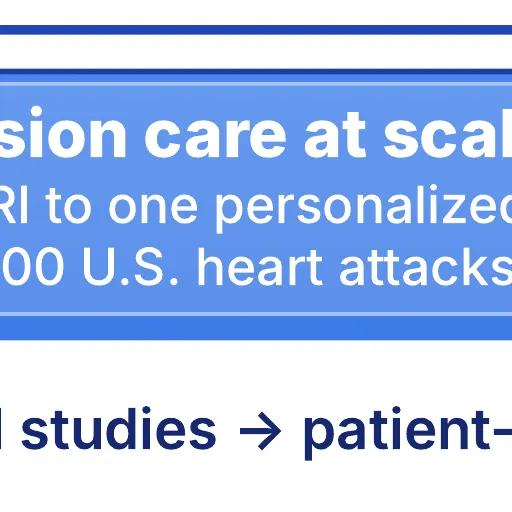 sion care at scal
RI to one personalized
00 U.S. heart attacks
studies → patient-